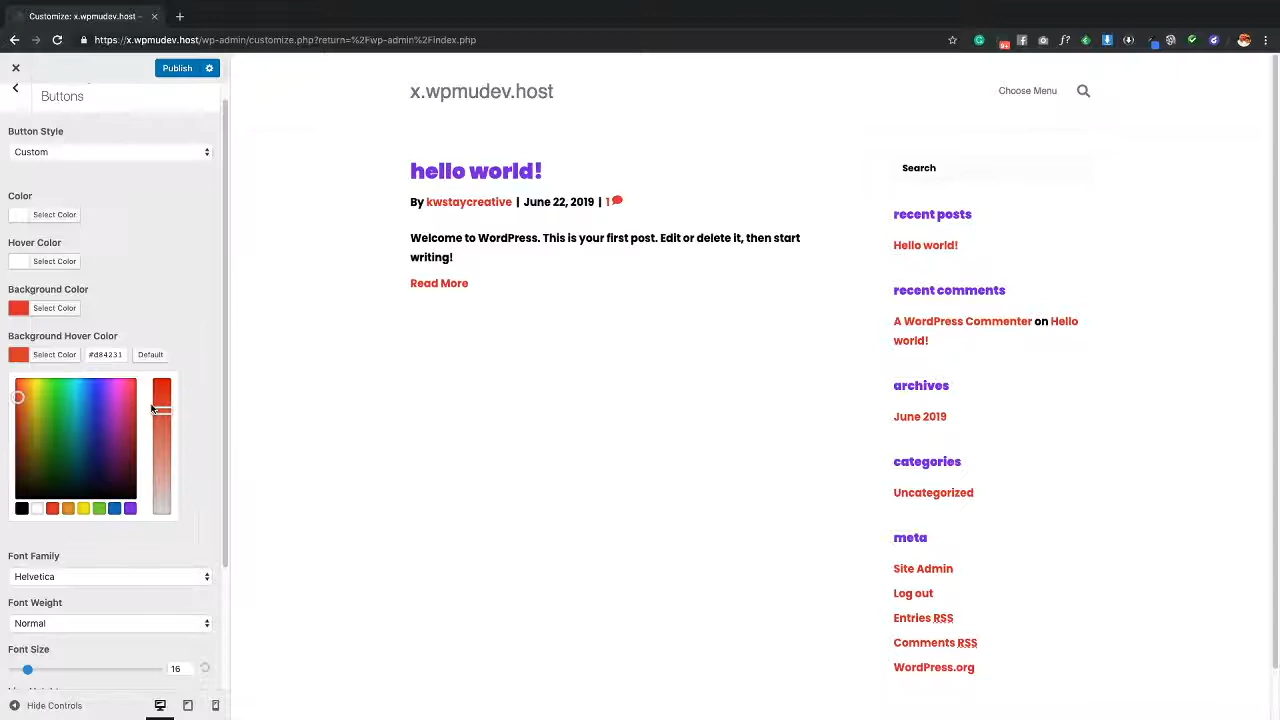 Customize: x.wpmudev.host –
https://x.wpmudev.host/wp-admin/customize.php?return=%2Fwp-admin%2Findex.php
Publish
Buttons
Button Style
Custom
Color
Select Color
Hover Color
Select Color
Background Color
Select Color
Background Hover Color
Select Color #d84231 Default
Font Family
Helvetica
Font Weight
Normal
Font Size
16
Hide Controls
x.wpmudev.host
Choose Menu
hello world!
By kwstaycreative | June 22, 2019 | 1
Welcome to WordPress. This is your first post. Edit or delete it, then start
writing!
Read More
Search
recent posts
Hello world!
recent comments
A WordPress Commenter on Hello
world!
archives
June 2019
categories
Uncategorized
meta
Site Admin
Log out
Entries RSS
Comments RSS
WordPress.org